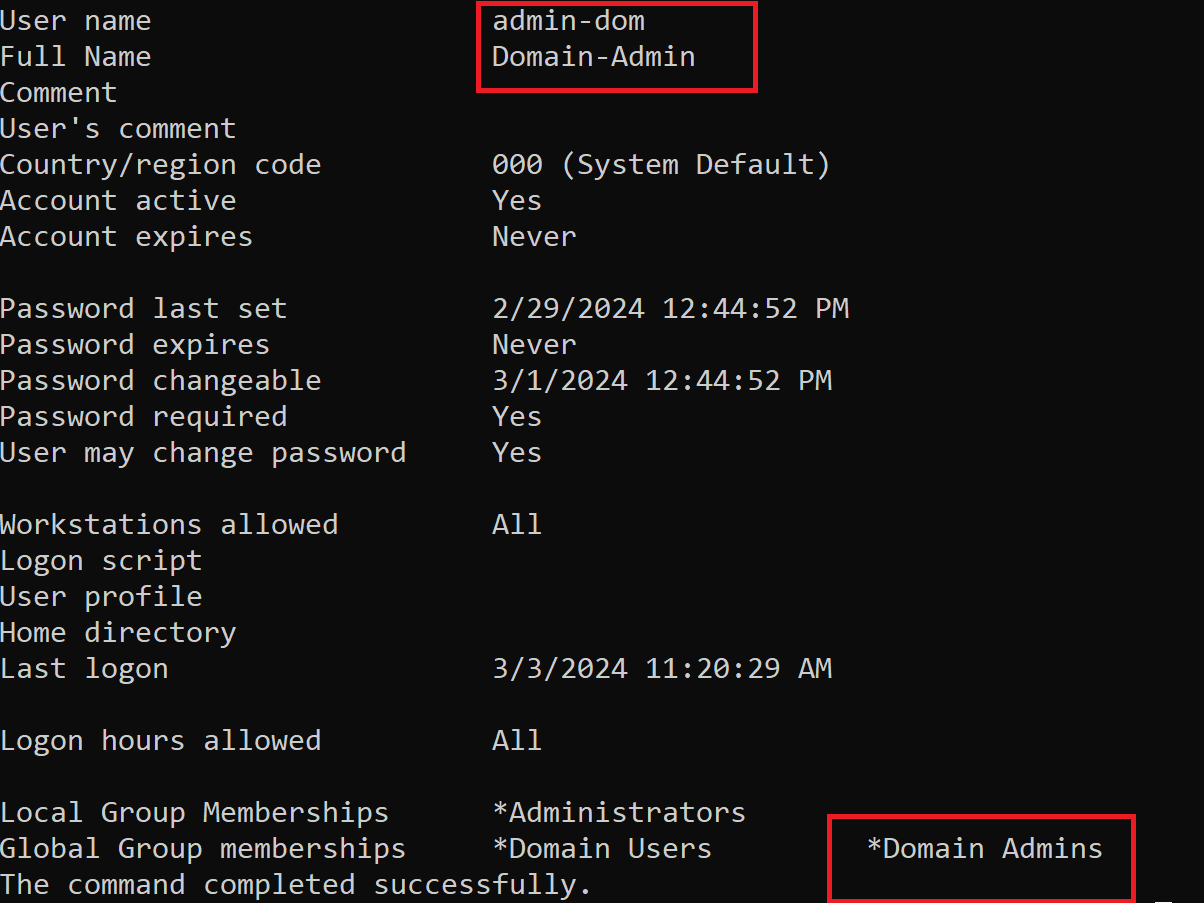 User name admin-dom
Full Name Domain-Admin
Comment
User's comment
Country/region code 000 (System Default)
Account active Yes
Account expires Never
Password last set 2/29/2024 12:44:52 PM
Password expires Never
Password changeable 3/1/2024 12:44:52 PM
Password required Yes
User may change password Yes
Workstations allowed All
Logon script
User profile
Home directory
Last logon 3/3/2024 11:20:29 AM
Logon hours allowed All
Local Group Memberships *Administrators
Global Group memberships *Domain Users *Domain Admins
The command completed successfully.